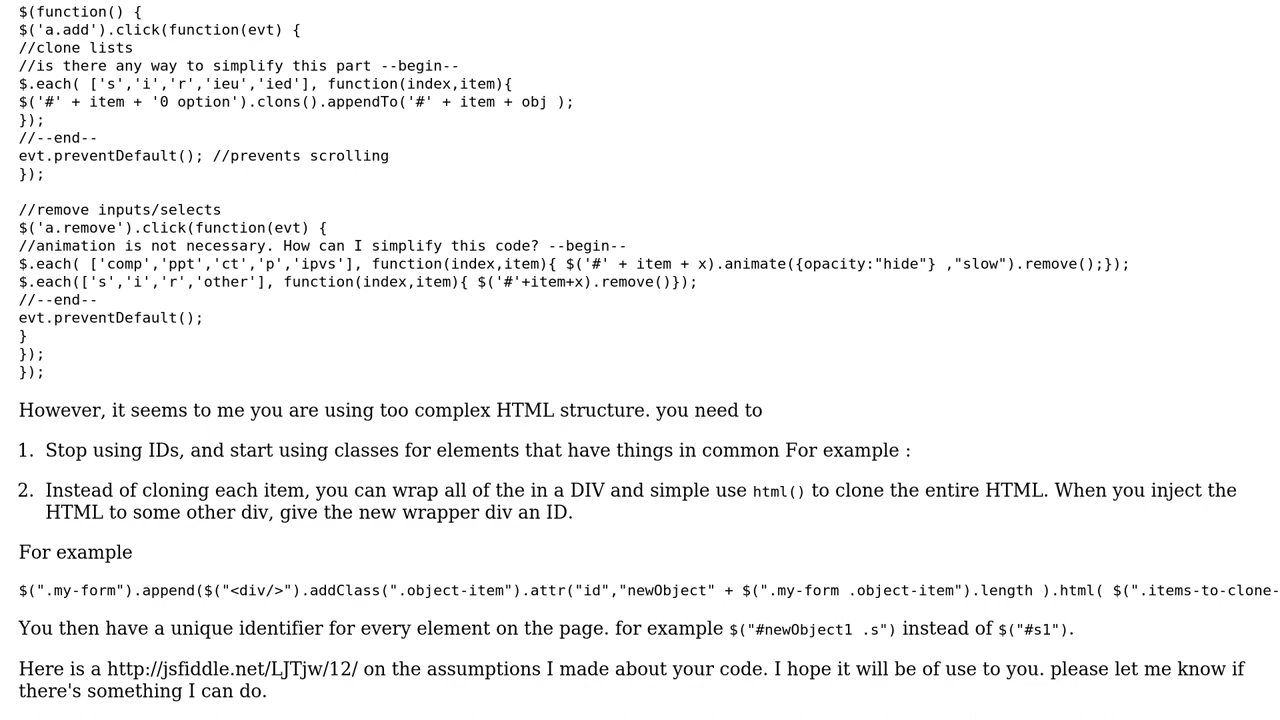 $(function() {
$('a.add').click(function(evt) {
//clone lists
//is there any way to simplify this part --begin--
$.each( ['s','i','r','ieu','ied'], function(index,item){
$('#' + item + '0 option').clons().appendTo('#' + item + obj );
});
//--end--
evt.preventDefault(); //prevents scrolling
});
//remove inputs/selects
$('a.remove').click(function(evt) {
//animation is not necessary. How can I simplify this code? --begin--
$.each( ['comp','ppt','ct','p','ipvs'], function(index,item){ $('#' + item + x).animate({opacity:"hide"} ,"slow").remove();});
$.each(['s','i','r','other'], function(index,item){ $('#'+item+x).remove()});
//--end--
evt.preventDefault();
}
});
});
However, it seems to me you are using too complex HTML structure. you need to
1. Stop using IDs, and start using classes for elements that have things in common For example :
2. Instead of cloning each item, you can wrap all of the in a DIV and simple use html() to clone the entire HTML. When you inject the
HTML to some other div, give the new wrapper div an ID.
For example
$(".my-form").append($("<div/>").addClass(".object-item").attr("id","newObject" + $(".my-form .object-item").length ).html( $(".items-to-clone-
You then have a unique identifier for every element on the page. for example $("#newObject1 .s") instead of $("#s1").
Here is a http://jsfiddle.net/LJTjw/12/ on the assumptions I made about your code. I hope it will be of use to you. please let me know if
there's something I can do.